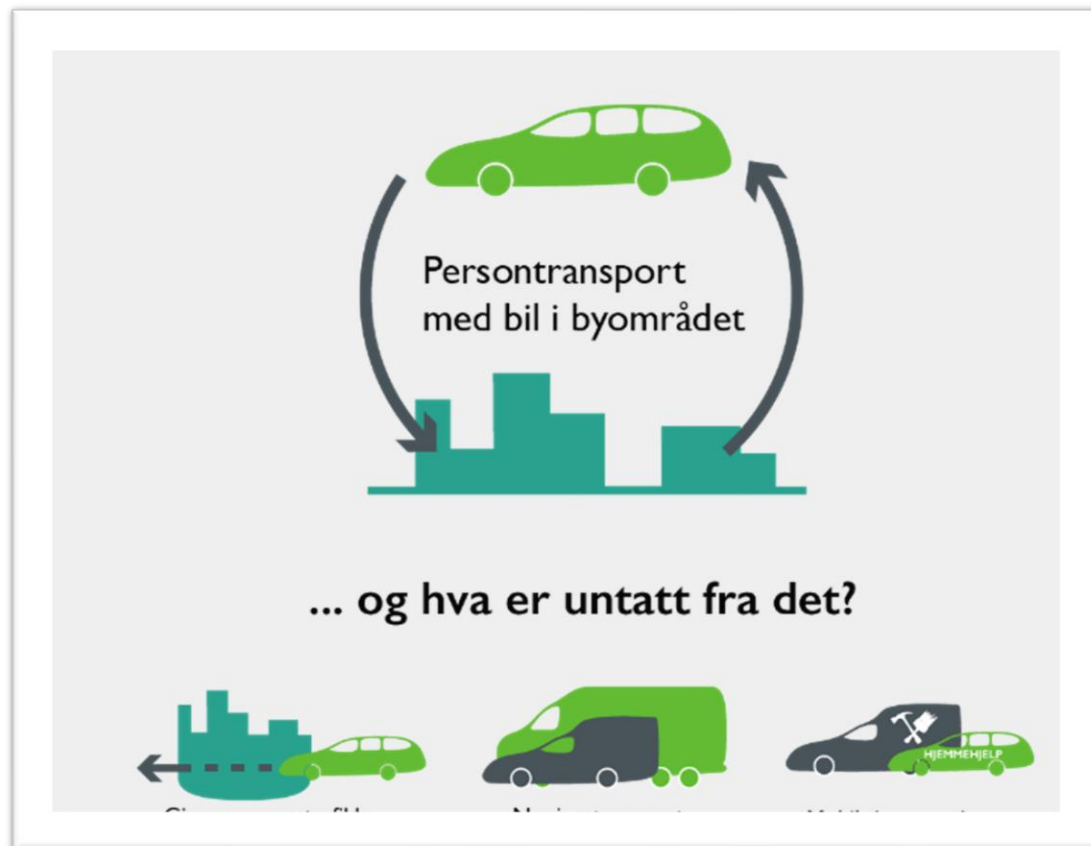 Persontransport
med bil i byområdet
... og hva er untatt fra det?
HJEMMEHJELP